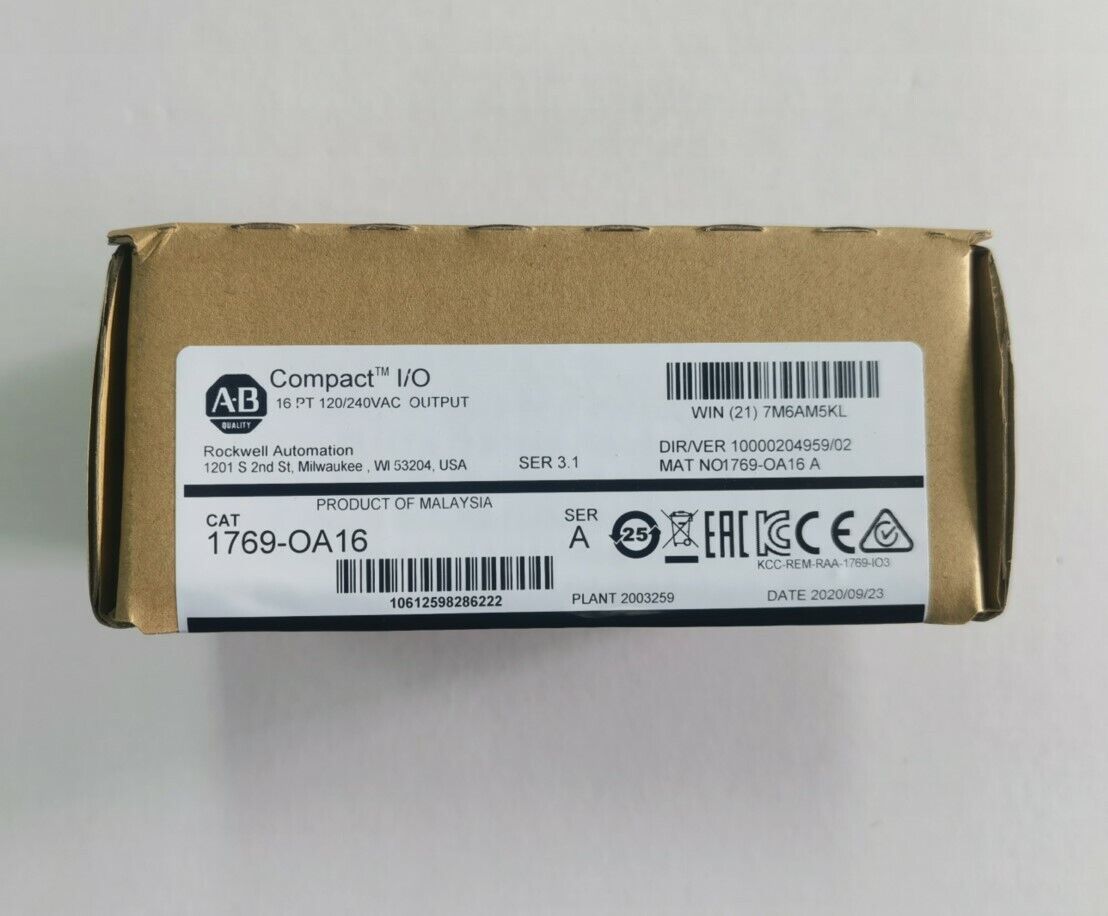 A·B
QUALITY
Compact™ I/O
16 PT 120/240VAC OUTPUT
Rockwell Automation
1201 S 2nd St, Milwaukee , WI 53204, USA
SER 3.1
WIN (21) 7M6AM5KL
DIR/VER 10000204959/02
MAT NO1769-OA16 A
PRODUCT OF MALAYSIA
CAT
1769-OA16
10612598286222
SER
A
25
EAC
CE
KCC-REM-RAA-1769-IO3
PLANT 2003259
DATE 2020/09/23